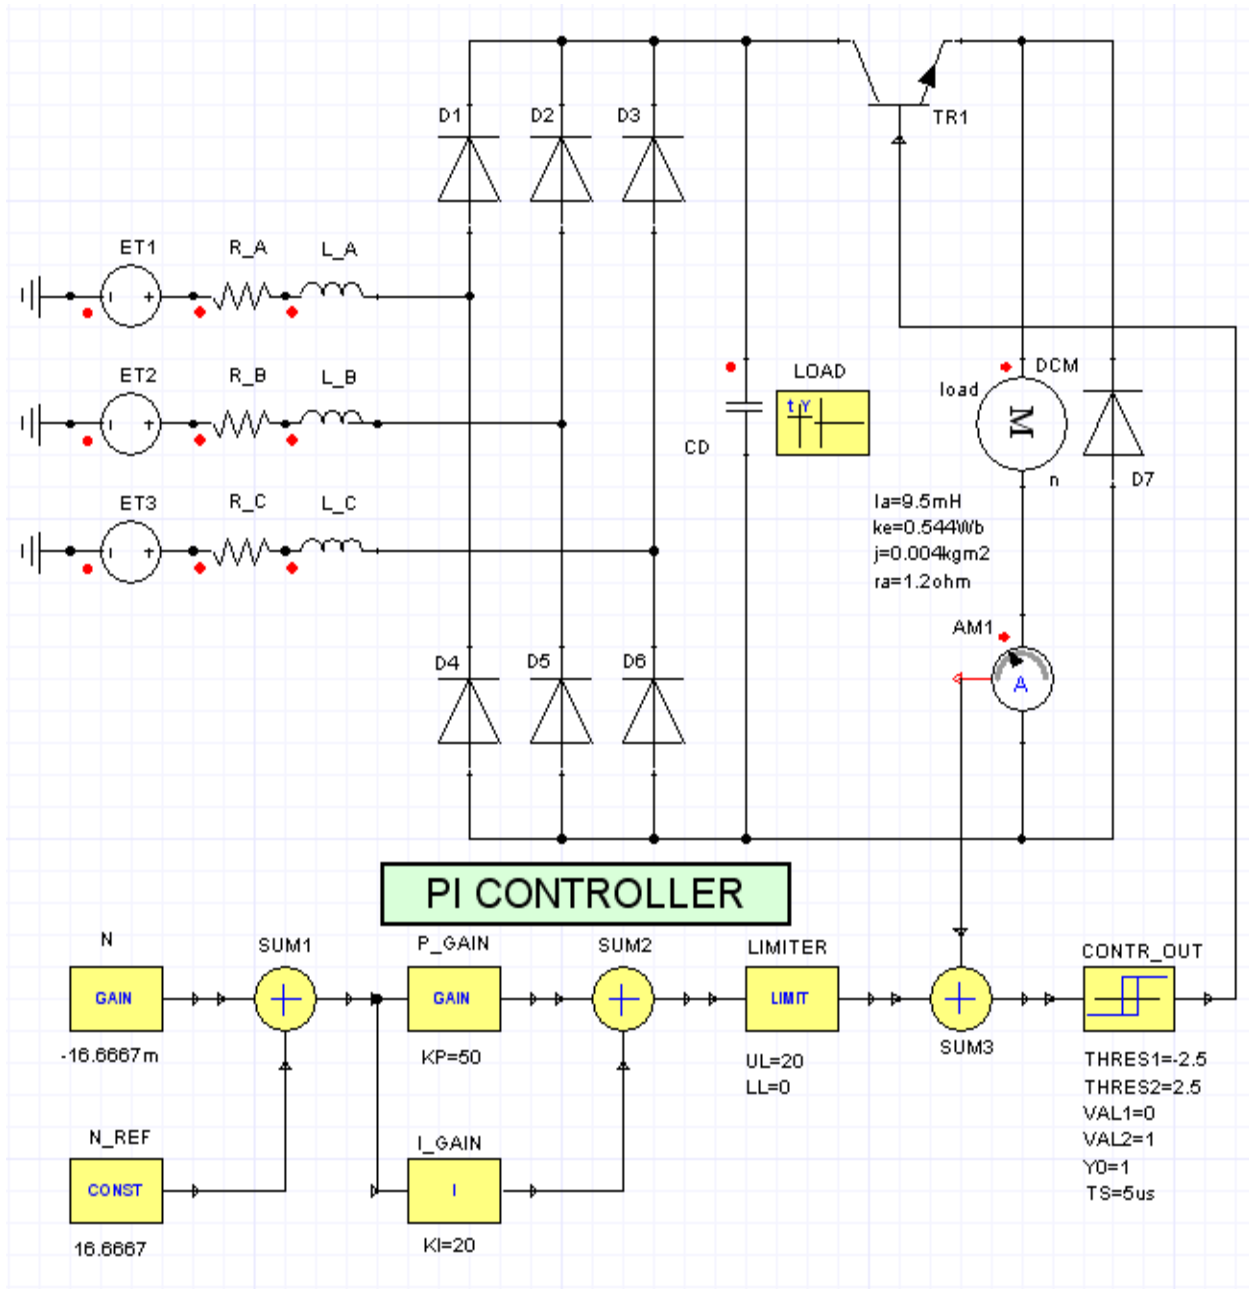 D1
D2
D3
TR1
ET1
R_A
L_A
ET2
R_B
L_B
LOAD
DCM
load
t Y
M
CD
n
D7
ET3
R_C
L_C
la=9.5mH
ke=0.544Wb
j=0.004kgm2
ra=1.2ohm
AM1
A
D4
D5
D6
PI CONTROLLER
N
SUM1
P_GAIN
SUM2
LIMITER
CONTR_OUT
GAIN
GAIN
LIMIT
-16.6667m
KP=50
UL=20
LL=0
SUM3
THRES1=-2.5
THRES2=2.5
VAL1=0
VAL2=1
Y0=1
TS=5us
N_REF
I_GAIN
CONST
I
16.6667
KI=20